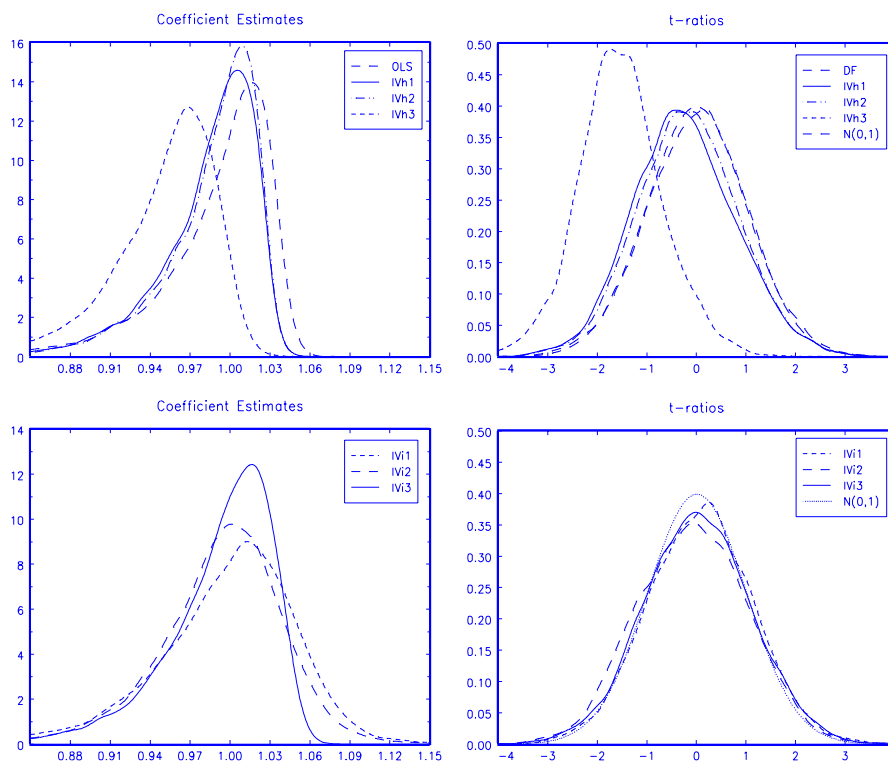 Coefficient Estimates
16
14
12
10
8
6
4
2
0
0.88 0.91 0.94 0.97 1.00 1.03 1.06 1.09 1.12 1.15
OLS
IVh1
IVh2
IVh3
t-ratios
0.50
0.45
0.40
0.35
0.30
0.25
0.20
0.15
0.10
0.05
0.00
-4 -3 -2 -1 0 1 2 3
DF
IVh1
IVh2
IVh3
N(0,1)
Coefficient Estimates
14
12
10
8
6
4
2
0
0.88 0.91 0.94 0.97 1.00 1.03 1.06 1.09 1.12 1.15
IVi1
IVi2
IVi3
t-ratios
0.50
0.45
0.40
0.35
0.30
0.25
0.20
0.15
0.10
0.05
0.00
-4 -3 -2 -1 0 1 2 3
IVi1
IVi2
IVi3
N(0,1)